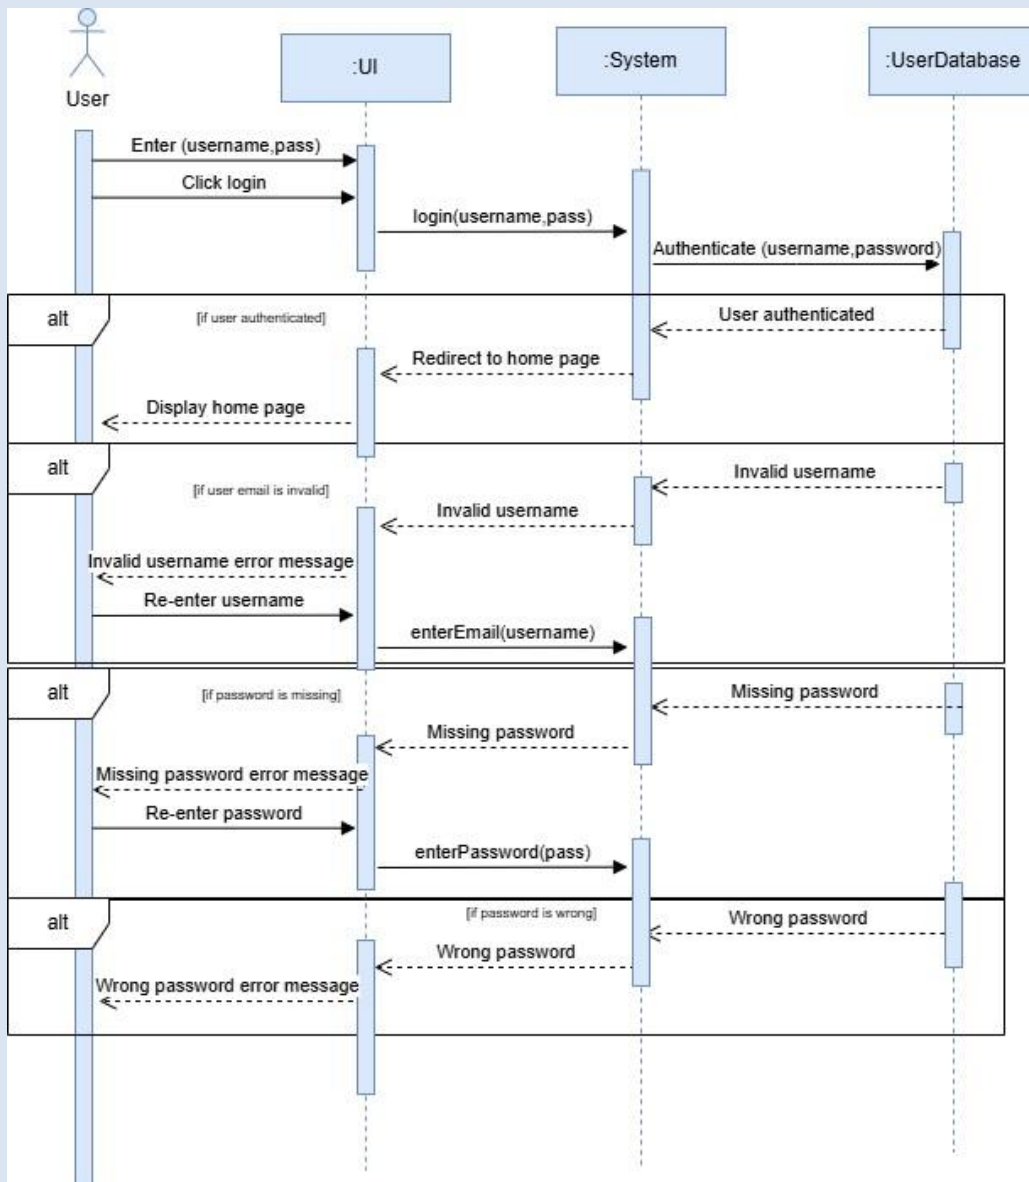 User
:UI
:System
:UserDatabase
Enter (username,pass)
Click login
login(username,pass)
Authenticate (username,password)
alt
[if user authenticated]
User authenticated
Redirect to home page
Display home page
alt
[if user email is invalid]
Invalid username
Invalid username
Invalid username error message
Re-enter username
enterEmail(username)
alt
[if password is missing]
Missing password
Missing password
Missing password error message
Re-enter password
enterPassword(pass)
alt
[if password is wrong]
Wrong password
Wrong password
Wrong password error message